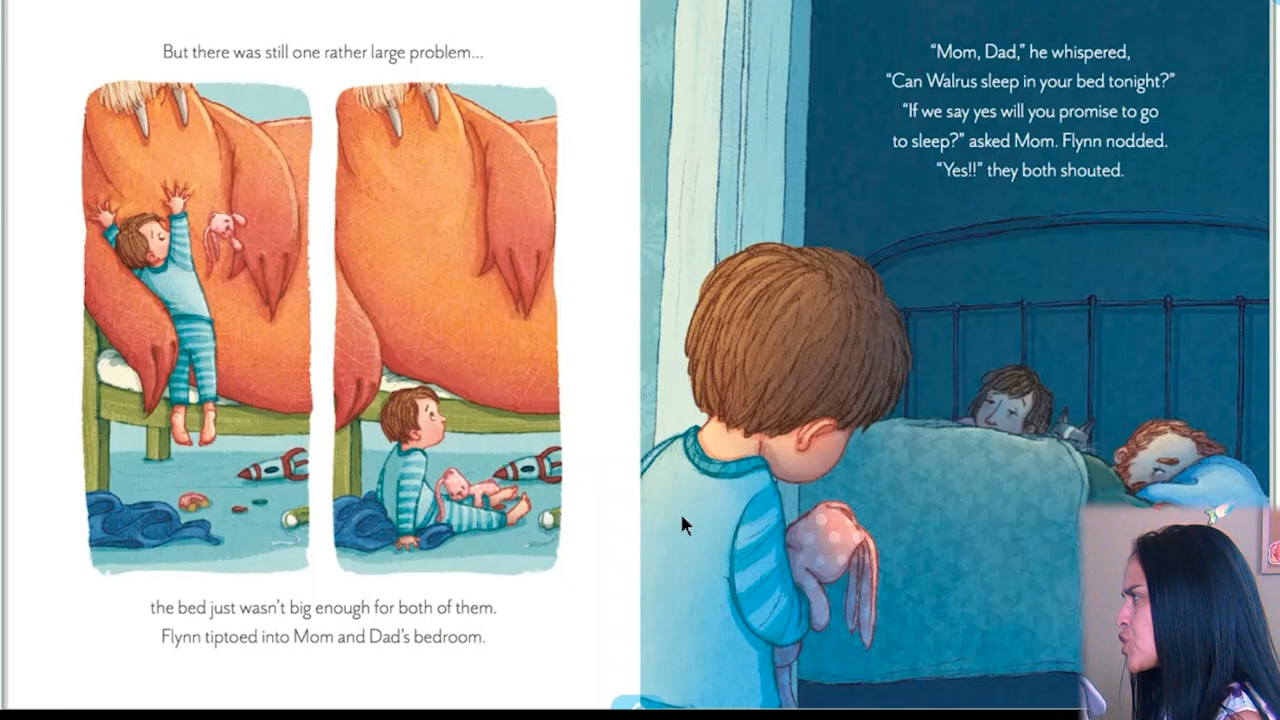 But there was still one rather large problem...
the bed just wasn't big enough for both of them.
Flynn tiptoed into Mom and Dad's bedroom.
“Mom, Dad,” he whispered,
“Can Walrus sleep in your bed tonight?”
“If we say yes will you promise to go
to sleep?” asked Mom. Flynn nodded.
“Yes!!” they both shouted.